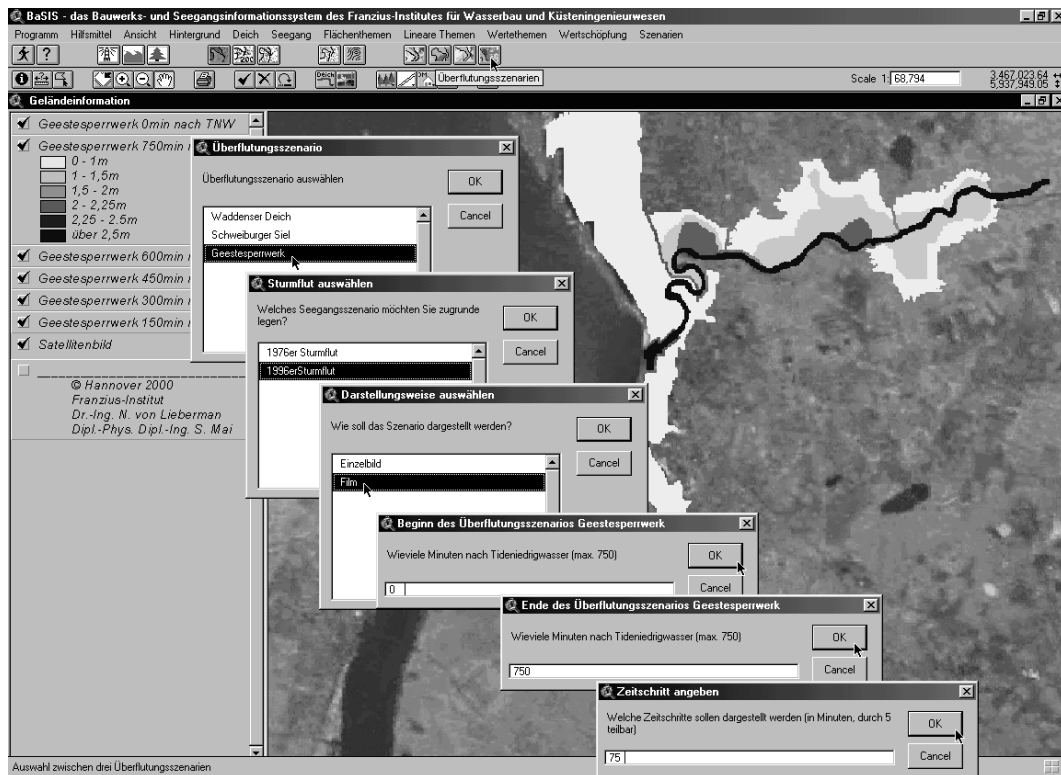 BaSIS - das Bauwerks- und Seegangsinformationssystem des Franzius-Institutes für Wasserbau und Küsteningenieurwesen
Programm Hilfsmittel Ansicht Hintergrund Deich Seegang Flächenthemen Lineare Themen Wertethemen Wertschöpfung Szenarien
Überflutungsszenarien
Scale 1: 68,794
3,467,023.64
5,937,949.05
Geländeinformation
Geestesperrwerk 0min nach TNW
Geestesperrwerk 750min
0 - 1m
1 - 1,5m
1,5 - 2m
2 - 2,25m
2,25 - 2.5m
über 2,5m
Geestesperrwerk 600min
Geestesperrwerk 450min
Geestesperrwerk 300min
Geestesperrwerk 150min
Satellitenbild
© Hannover 2000
Franzius-Institut
Dr.-Ing. N. von Lieberman
Dipl.-Phys. Dipl.-Ing. S. Mai
Überflutungsszenario
Überflutungsszenario auswählen
OK
Cancel
Waddenser Deich
Schweiburger Siel
Geestesperrwerk
Sturmflut auswählen
Welches Seegangsszenario möchten Sie zugrunde
legen?
OK
Cancel
1976er Sturmflut
1996erSturmflut
Darstellungsweise auswählen
Wie soll das Szenario dargestellt werden?
OK
Cancel
Einzelbild
Film
Beginn des Überflutungsszenarios Geestesperrwerk
Wieviele Minuten nach Tideniedrigwasser (max. 750)
OK
Cancel
0
Ende des Überflutungsszenarios Geestesperrwerk
Wieviele Minuten nach Tideniedrigwasser (max. 750)
OK
Cancel
750
Zeitschritt angeben
Welche Zeitschritte sollen dargestellt werden (in Minuten, durch 5
teilbar)
OK
Cancel
75
Auswahl zwischen drei Überflutungsszenarien